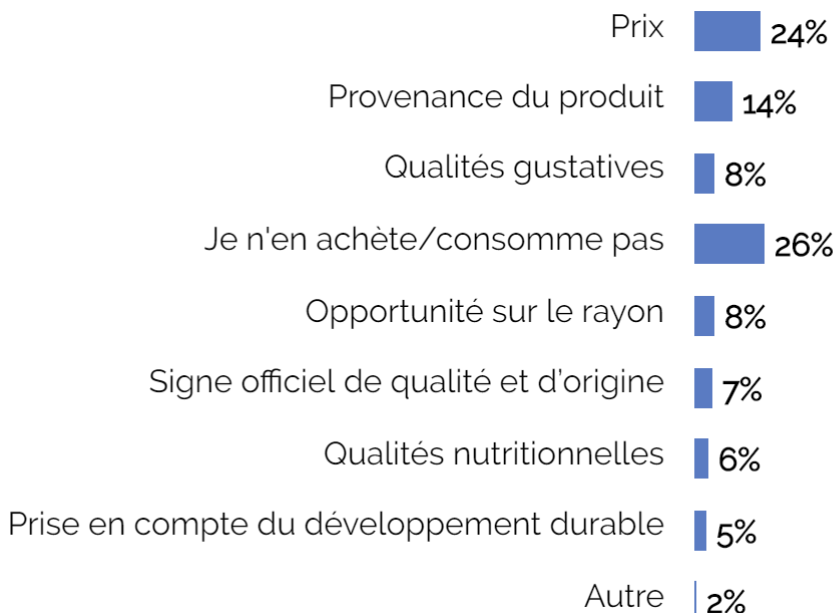 Prix 24%
Provenance du produit 14%
Qualités gustatives 8%
Je n'en achète/consomme pas 26%
Opportunité sur le rayon 8%
Signe officiel de qualité et d’origine 7%
Qualités nutritionnelles 6%
Prise en compte du développement durable 5%
Autre 2%